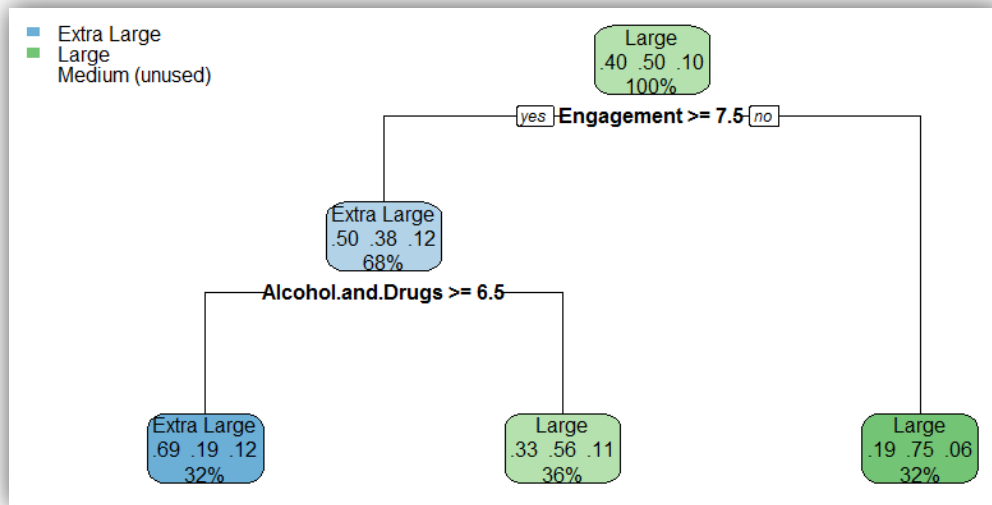 Extra Large
Large
Medium (unused)
Large
.40 .50 .10
100%
yes Engagement >= 7.5 no
Extra Large
.50 .38 .12
68%
Alcohol.and.Drugs >= 6.5
Extra Large
.69 .19 .12
32%
Large
.33 .56 .11
36%
Large
.19 .75 .06
32%